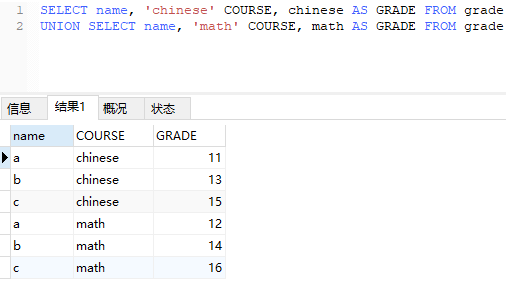 1 SELECT name, 'chinese' COURSE, chinese AS GRADE FROM grade
2 UNION SELECT name, 'math' COURSE, math AS GRADE FROM grade
信息 结果1 概况 状态
name COURSE GRADE
a chinese 11
b chinese 13
c chinese 15
a math 12
b math 14
c math 16